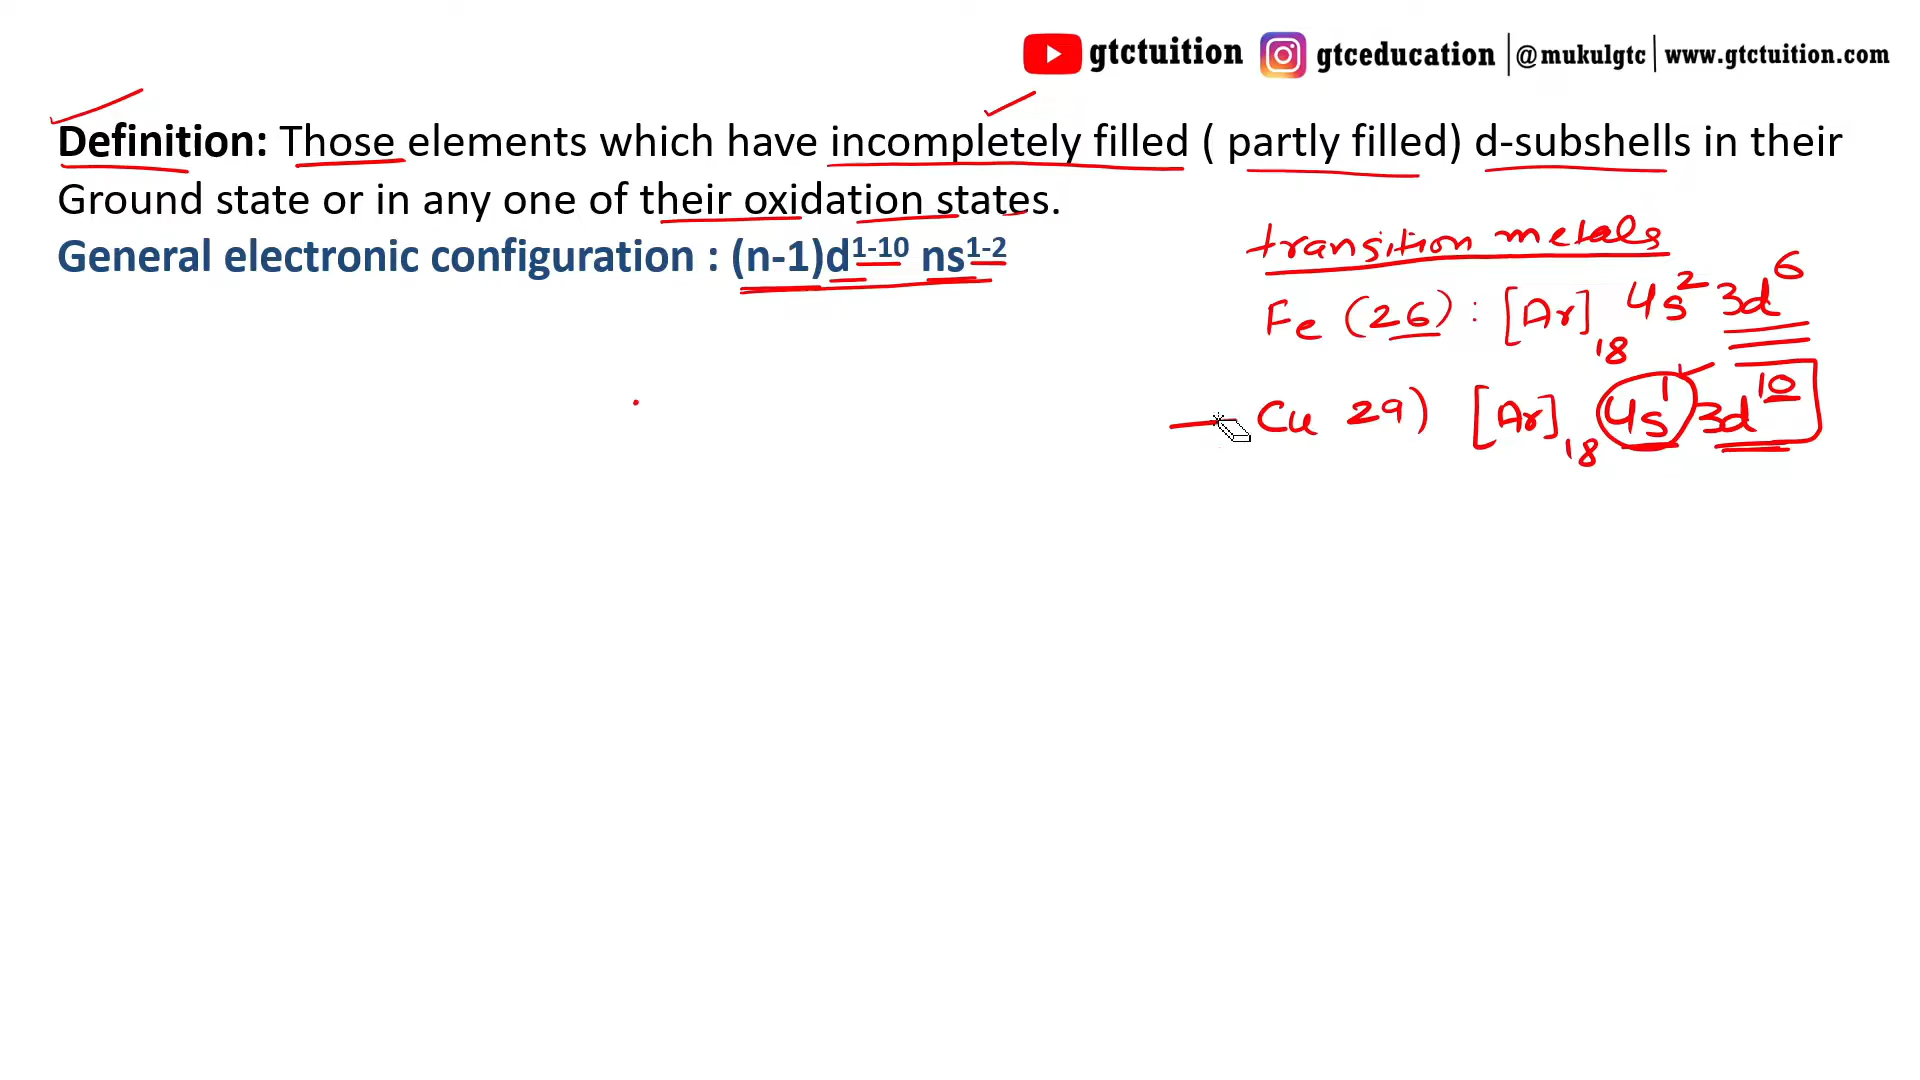 gtctuition gtceducation |@mukulgtc|www.gtctuition.com
Definition: Those elements which have incompletely filled ( partly filled) d-subshells in their
Ground state or in any one of their oxidation states.
General electronic configuration : (n-1)d¹⁻¹⁰ ns¹⁻²
transition metals
Fe (26) : [Ar]₁₈ 4s² 3d⁶
Cu 29) [Ar]₁₈ 4s¹ 3d¹⁰